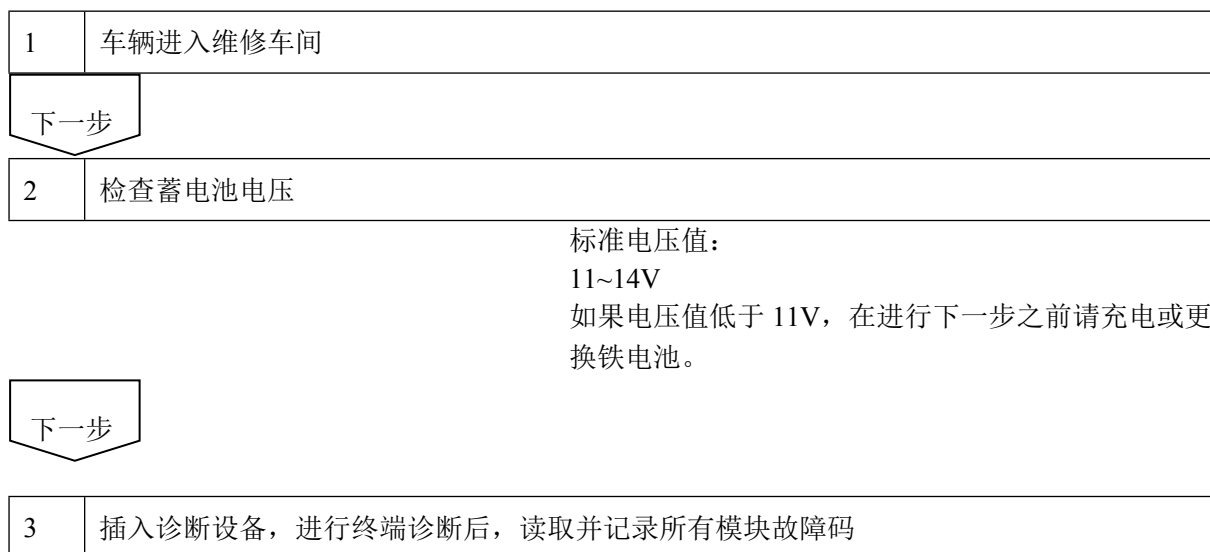 1 车辆进入维修车间
下一步
2 检查蓄电池电压
标准电压值：
11~14V
如果电压值低于 11V，在进行下一步之前请充电或更
换铁电池。
下一步
3 插入诊断设备，进行终端诊断后，读取并记录所有模块故障码